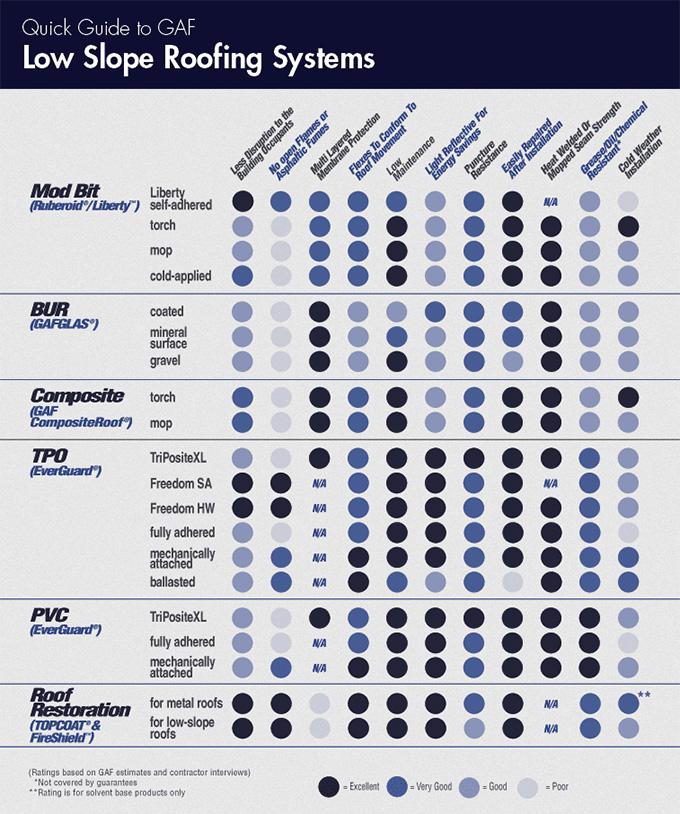 Quick Guide to GAF
Low Slope Roofing Systems
Less Disruption to the
Building Occupants
No open Flames or
Asphaltic Fumes
Multi Layered
Membrane Protection
Flexes To Conform To
Roof Movement
Low
Maintenance
Light Reflective For
Energy Savings
Puncture
Resistance
Easily Repaired
After Installation
Heat Welded Or
Mopped Seam Strength
Grease/Oil/Chemical
Resistant*
Cold Weather
Installation
Mod Bit
(Ruberoid®/Liberty™)
Liberty
self-adhered
N/A
torch
mop
cold-applied
BUR
(GAFGLAS®)
coated
mineral
surface
gravel
Composite
(GAF
CompositeRoof®)
torch
mop
TPO
(EverGuard®)
TriPositeXL
Freedom SA
N/A
N/A
Freedom HW
N/A
fully adhered
N/A
mechanically
attached
N/A
ballasted
N/A
PVC
(EverGuard®)
TriPositeXL
fully adhered
N/A
mechanically
attached
N/A
Roof
Restoration
(TOPCOAT® &
FireShield™)
for metal roofs
N/A
**
for low-slope
roofs
N/A
(Ratings based on GAF estimates and contractor interviews)
*Not covered by guarantees
**Rating is for solvent base products only
= Excellent = Very Good = Good = Poor